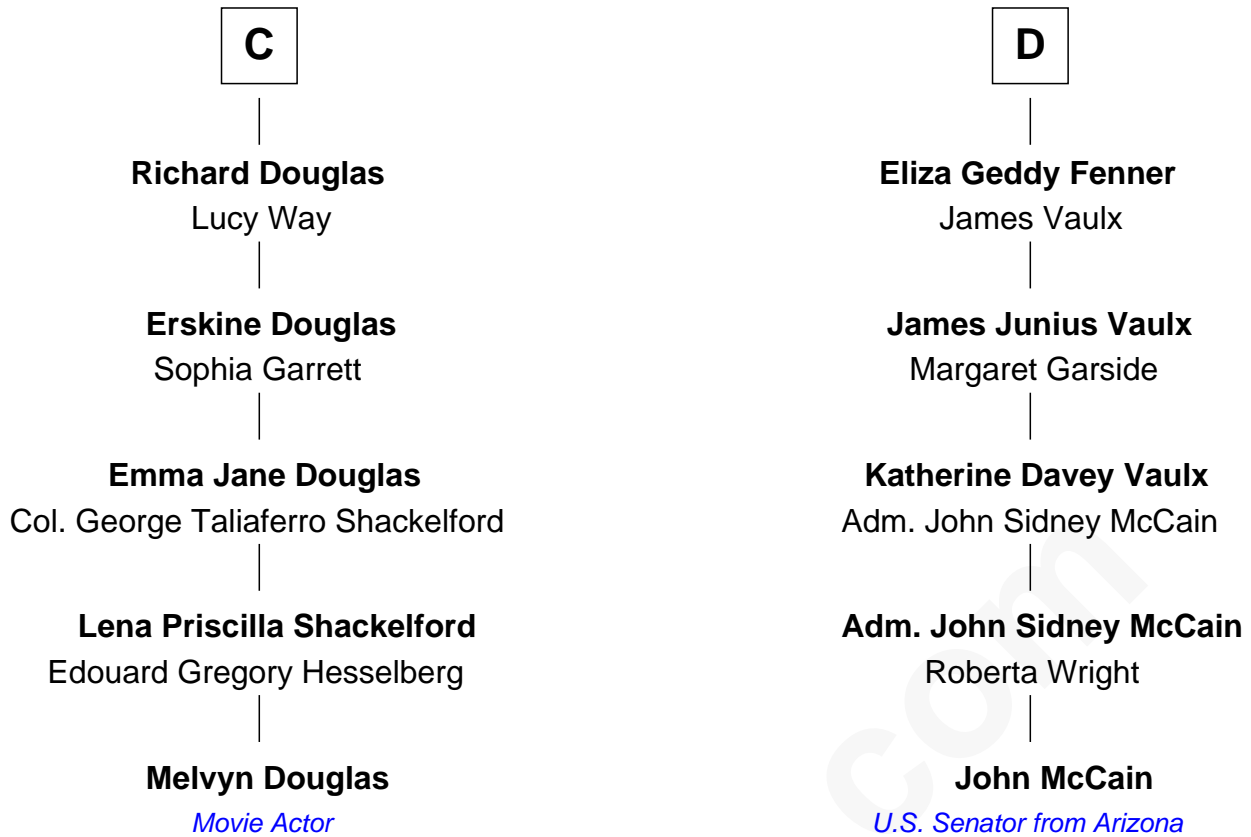 C
Richard Douglas
Lucy Way
Erskine Douglas
Sophia Garrett
Emma Jane Douglas
Col. George Taliaferro Shackelford
Lena Priscilla Shackelford
Edouard Gregory Hesselberg
Melvyn Douglas
Movie Actor
D
Eliza Geddy Fenner
James Vaulx
James Junius Vaulx
Margaret Garside
Katherine Davey Vaulx
Adm. John Sidney McCain
Adm. John Sidney McCain
Roberta Wright
John McCain
U.S. Senator from Arizona
com